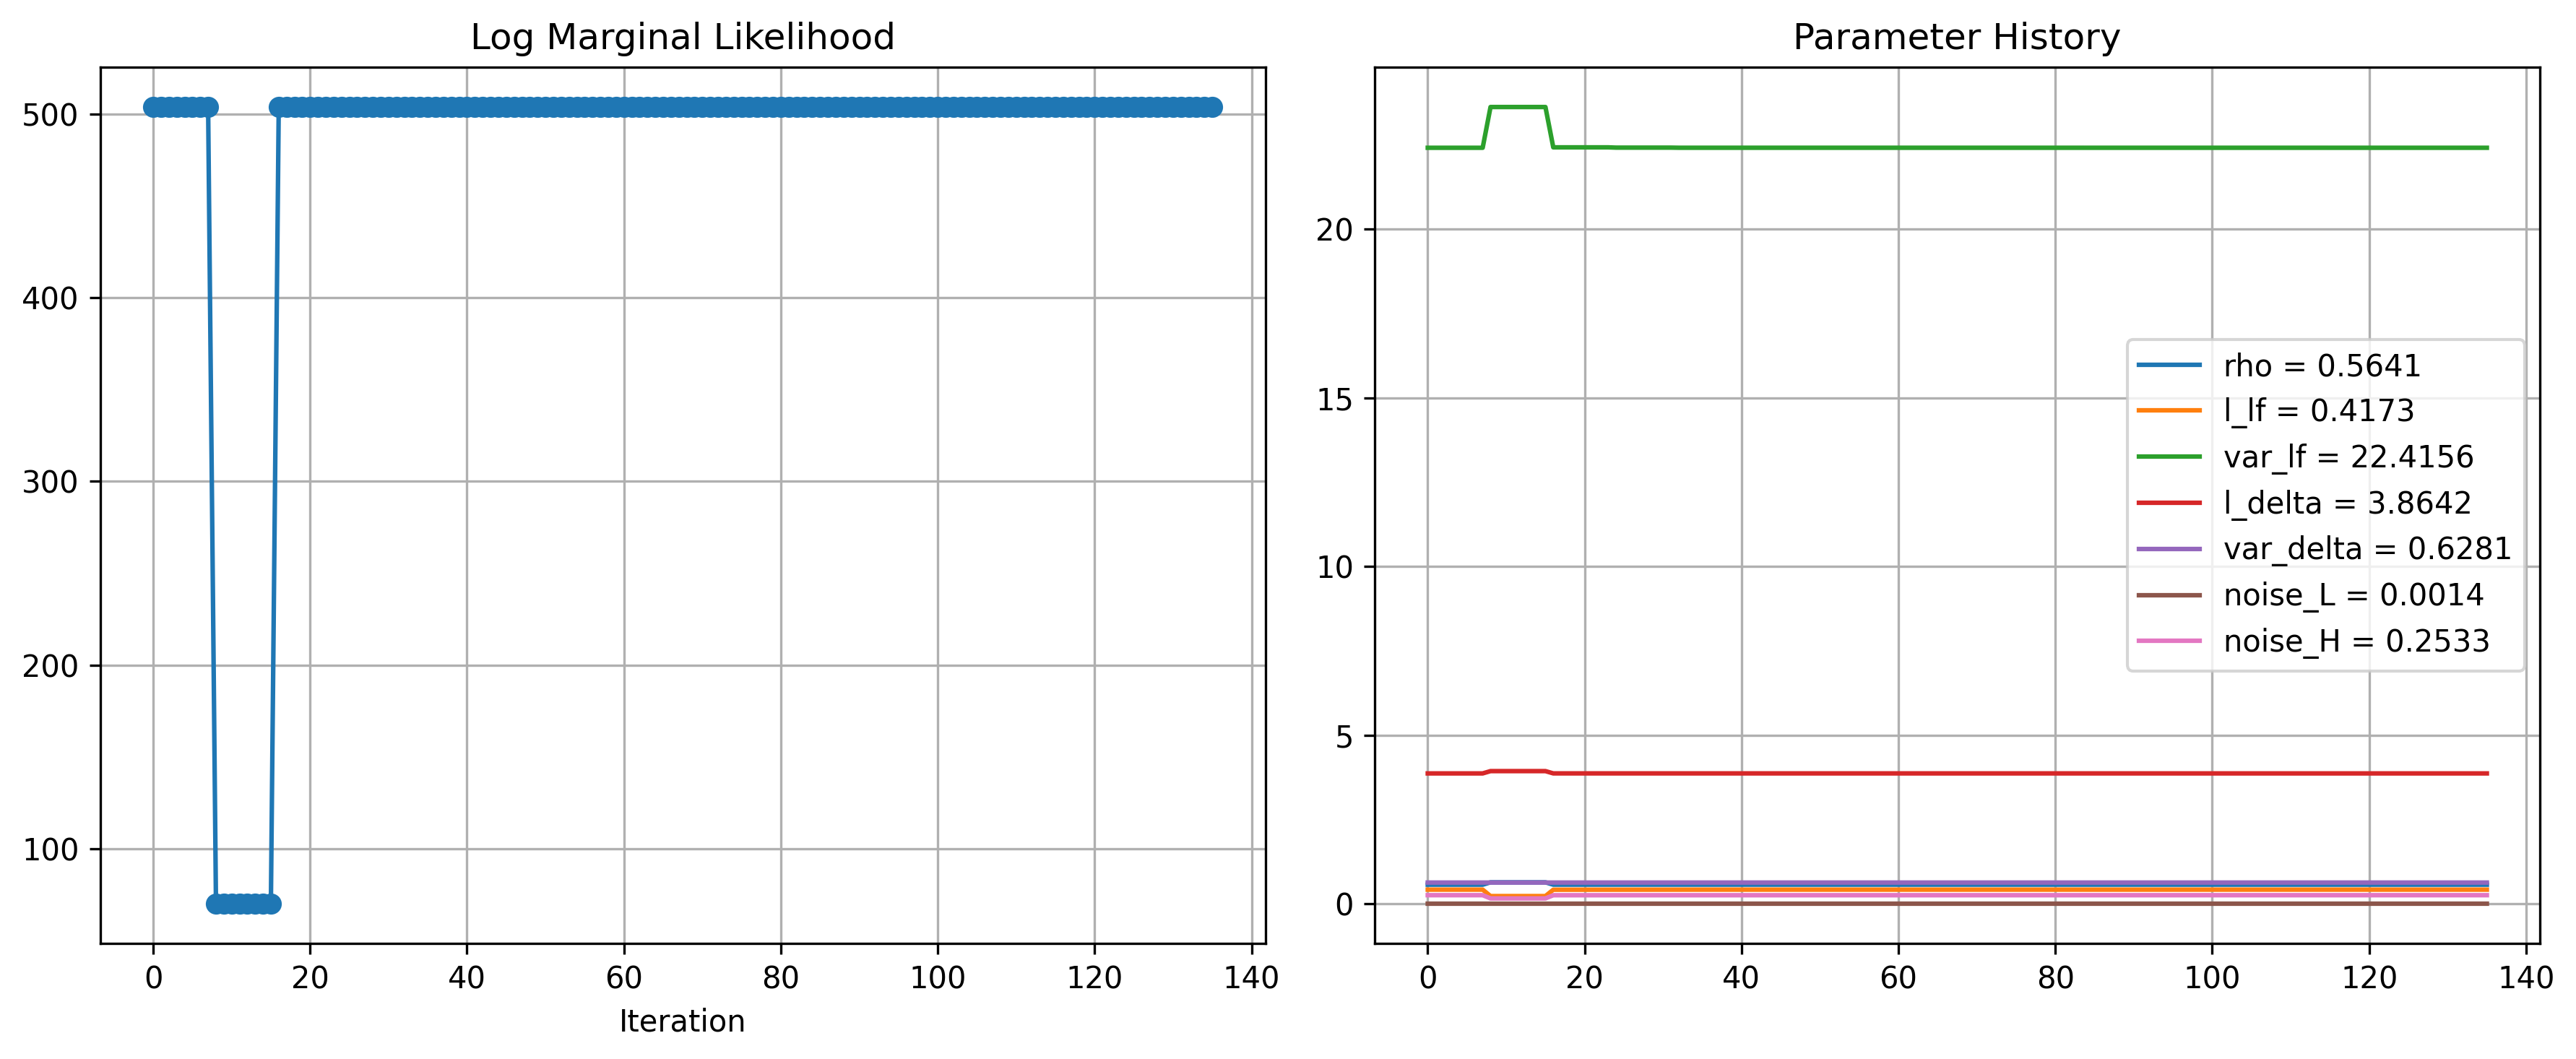 Log Marginal Likelihood
500
400
300
200
100
0 20 40 60 80 100 120 140
Iteration
Parameter History
20
15
10
5
0
rho = 0.5641
l_lf = 0.4173
var_lf = 22.4156
l_delta = 3.8642
var_delta = 0.6281
noise_L = 0.0014
noise_H = 0.2533
0 20 40 60 80 100 120 140